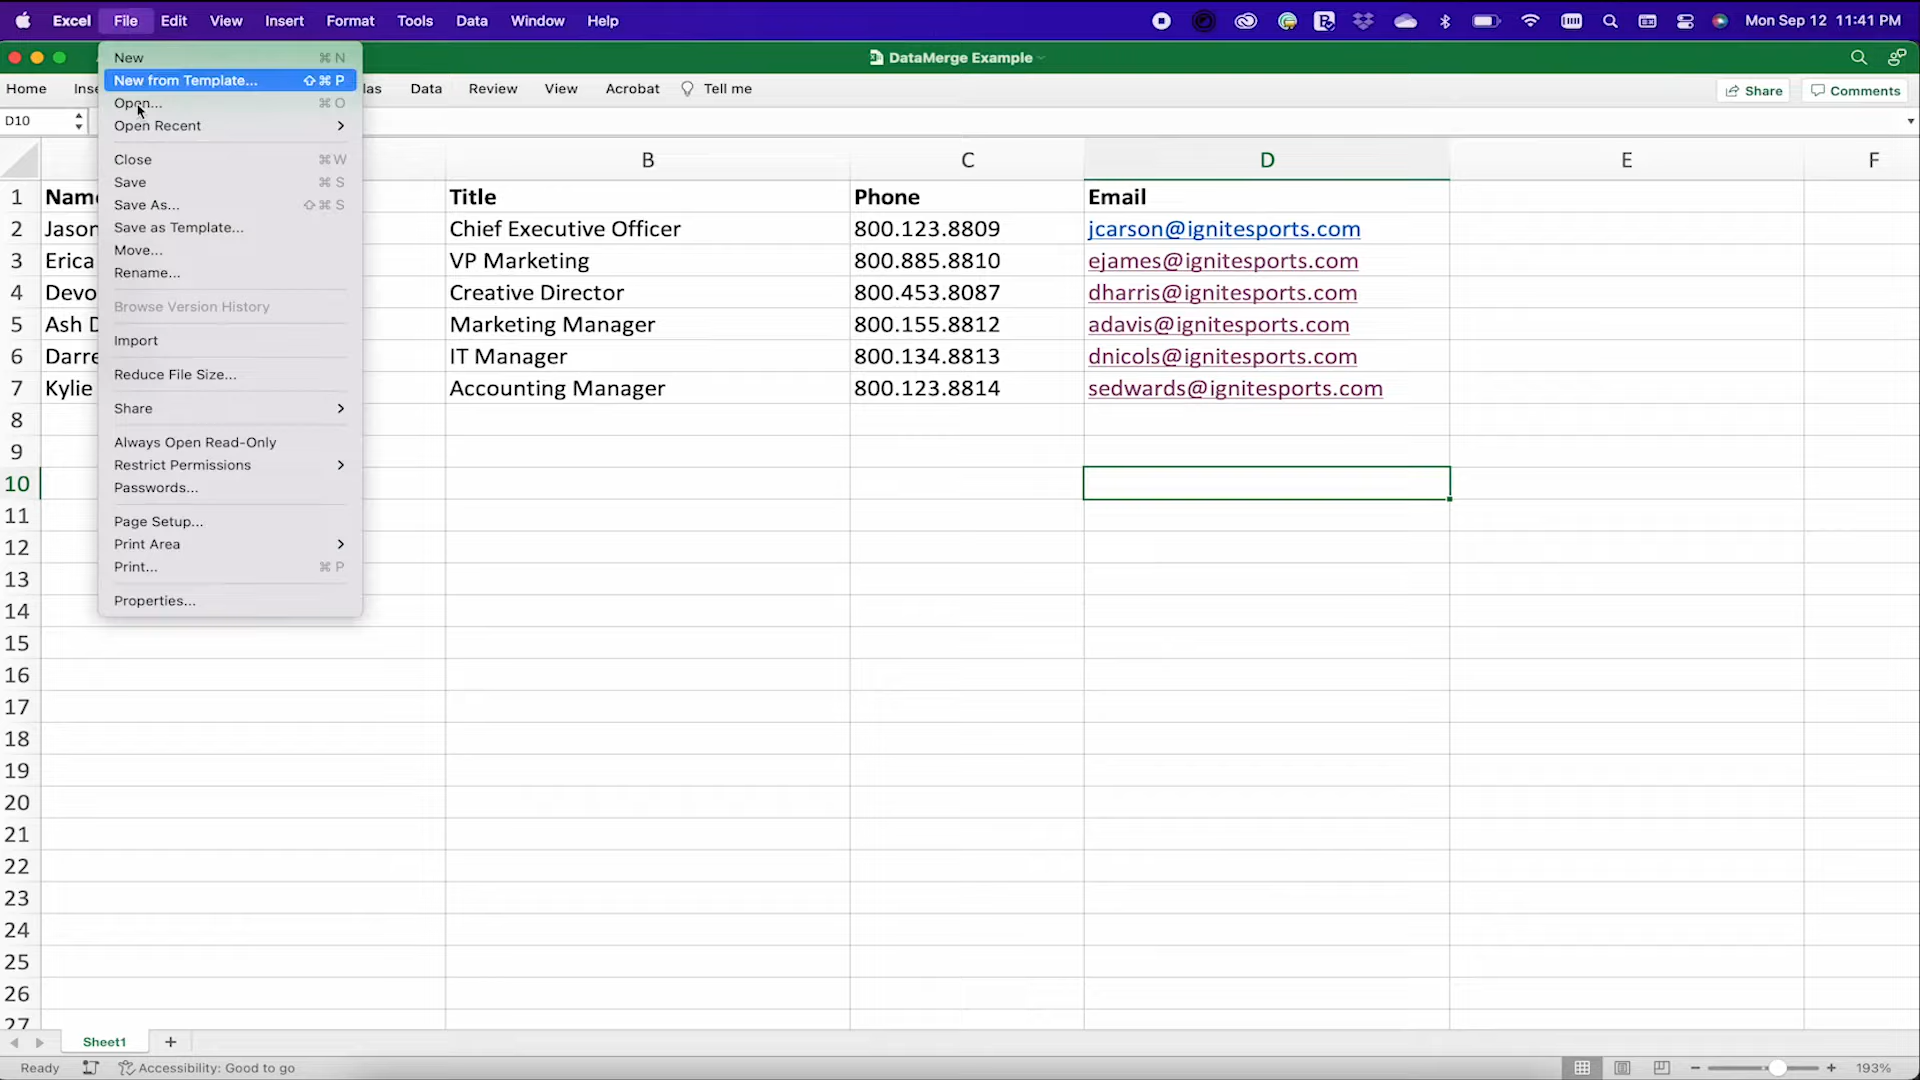 Excel File Edit View Insert Format Tools Data Window Help Mon Sep 12 11:41 PM
DataMerge Example
Home Inse las Data Review View Acrobat Tell me Share Comments
D10
New ⌘ N
New from Template... ⇧ ⌘ P
Open... ⌘ O
Open Recent
Close ⌘ W
Save ⌘ S
Save As... ⇧ ⌘ S
Save as Template...
Move...
Rename...
Browse Version History
Import
Reduce File Size...
Share
Always Open Read-Only
Restrict Permissions
Passwords...
Page Setup...
Print Area
Print... ⌘ P
Properties...
B C D E F
1 Name Title Phone Email
2 Jason Chief Executive Officer 800.123.8809 jcarson@ignitesports.com
3 Erica VP Marketing 800.885.8810 ejames@ignitesports.com
4 Devo Creative Director 800.453.8087 dharris@ignitesports.com
5 Ash D Marketing Manager 800.155.8812 adavis@ignitesports.com
6 Darre IT Manager 800.134.8813 dnicols@ignitesports.com
7 Kylie Accounting Manager 800.123.8814 sedwards@ignitesports.com
8
9
10
11
12
13
14
15
16
17
18
19
20
21
22
23
24
25
26
27
Sheet1 +
Ready Accessibility: Good to go 193%